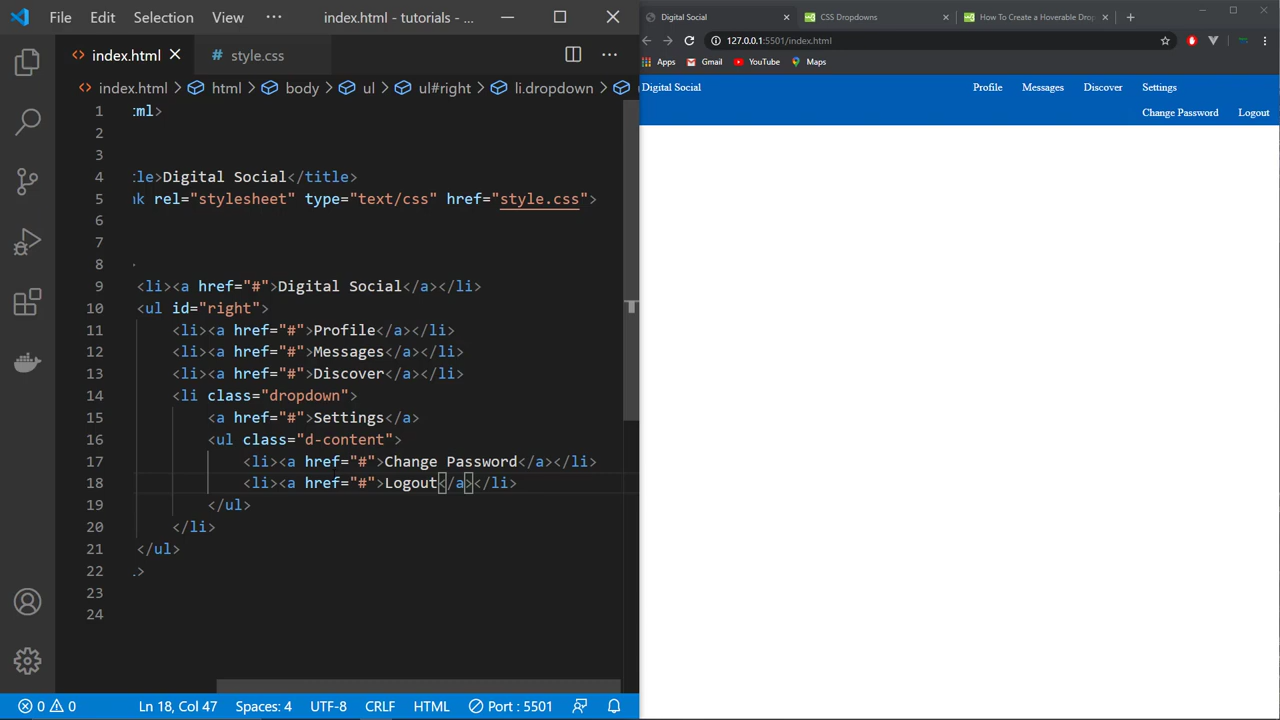 File Edit Selection View ··· index.html - tutorials - ...
index.html style.css
index.html > html > body > ul > ul#right > li.dropdown >
1 ml>
2
3
4 tle>Digital Social</title>
5 nk rel="stylesheet" type="text/css" href="style.css">
6
7
8
9 <li><a href="#">Digital Social</a></li>
10 <ul id="right">
11 <li><a href="#">Profile</a></li>
12 <li><a href="#">Messages</a></li>
13 <li><a href="#">Discover</a></li>
14 <li class="dropdown">
15 <a href="#">Settings</a>
16 <ul class="d-content">
17 <li><a href="#">Change Password</a></li>
18 <li><a href="#">Logout</a></li>
19 </ul>
20 </li>
21 </ul>
22 >
23
24
0 0 Ln 18, Col 47 Spaces: 4 UTF-8 CRLF HTML Port : 5501
Digital Social CSS Dropdowns How To Create a Hoverable Drop
127.0.0.1:5501/index.html
Apps Gmail YouTube Maps
Digital Social Profile Messages Discover Settings
Change Password Logout